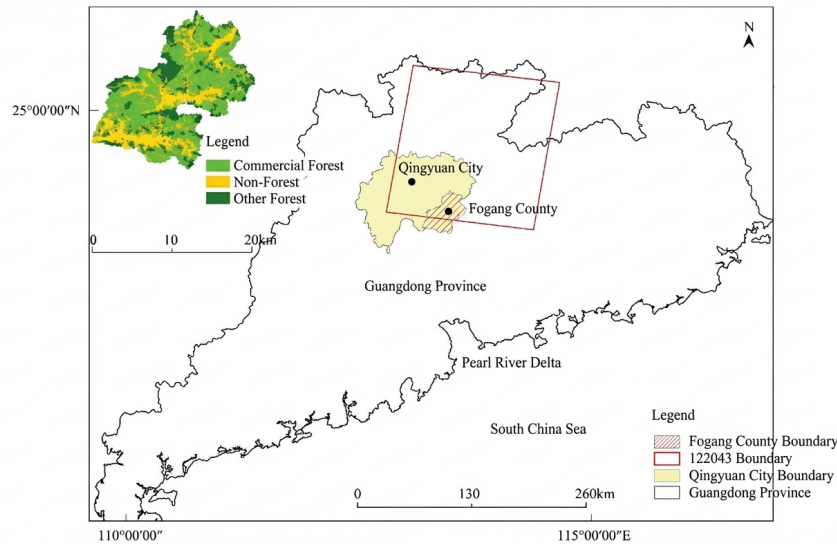 N
25°00′00″N
Legend
Commercial Forest
Non-Forest
Other Forest
0 10 20km
Qingyuan City
Fogang County
Guangdong Province
Pearl River Delta
South China Sea
Legend
Fogang County Boundary
122043 Boundary
Qingyuan City Boundary
Guangdong Province
0 130 260km
110°00′00″ 115°00′00″E